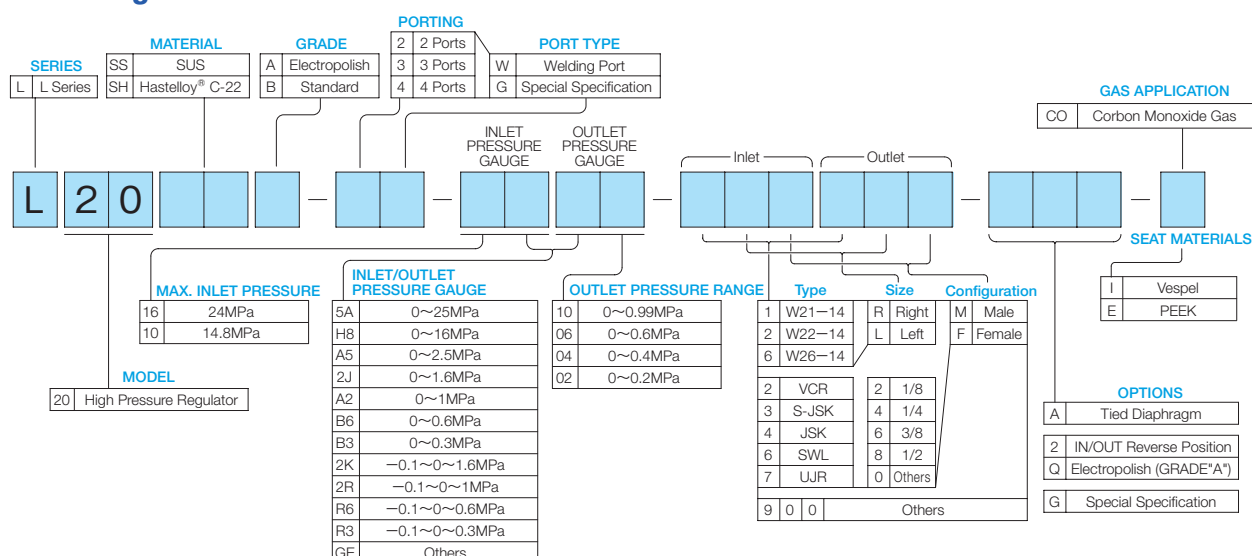 PORTING
2 2 Ports
3 3 Ports
4 4 Ports
MATERIAL
SS SUS
SH Hastelloy® C-22
GRADE
A Electropolish
B Standard
PORT TYPE
W Welding Port
G Special Specification
SERIES
L L Series
GAS APPLICATION
CO Corbon Monoxide Gas
INLET
PRESSURE
GAUGE
OUTLET
PRESSURE
GAUGE
Inlet
Outlet
L 2 0 — — — — —
SEAT MATERIALS
I Vespel
E PEEK
MAX. INLET PRESSURE
16 24MPa
10 14.8MPa
INLET/OUTLET
PRESSURE GAUGE
5A 0～25MPa
H8 0～16MPa
A5 0～2.5MPa
2J 0～1.6MPa
A2 0～1MPa
B6 0～0.6MPa
B3 0～0.3MPa
2K －0.1～0～1.6MPa
2R －0.1～0～1MPa
R6 －0.1～0～0.6MPa
R3 －0.1～0～0.3MPa
GF Others
OUTLET PRESSURE RANGE
10 0～0.99MPa
06 0～0.6MPa
04 0～0.4MPa
02 0～0.2MPa
Type
1 W21－14
2 W22－14
6 W26－14
2 VCR
3 S-JSK
4 JSK
6 SWL
7 UJR
Size
R Right
L Left
2 1/8
4 1/4
6 3/8
8 1/2
0 Others
Configuration
M Male
F Female
9 0 0 Others
MODEL
20 High Pressure Regulator
OPTIONS
A Tied Diaphragm
2 IN/OUT Reverse Position
Q Electropolish (GRADE"A")
G Special Specification